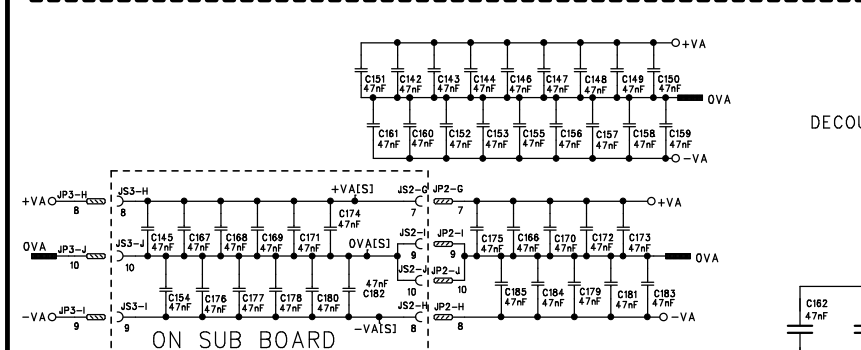 +VA
C151 C142 C143 C144 C146 C147 C148 C149 C150
47nF 47nF 47nF 47nF 47nF 47nF 47nF 47nF 47nF
0VA
C161 C160 C152 C153 C155 C156 C157 C158 C159
47nF 47nF 47nF 47nF 47nF 47nF 47nF 47nF 47nF
DECOU
-VA
+VA JP3-H JS3-H +VA[S] JS2-G JP2-G +VA
8 8 7 7
C145 C167 C168 C169 C171 C174 C175 C166 C170 C172 C173
47nF 47nF 47nF 47nF 47nF 47nF 47nF 47nF 47nF 47nF 47nF
0VA JP3-J JS3-J 0VA[S] JS2-I JP2-I 0VA
10 10 9 9
JS2-J JP2-J
10 10
C154 C176 C177 C178 C180 47nF C182 C185 C184 C179 C181 C183
47nF 47nF 47nF 47nF 47nF 47nF 47nF 47nF 47nF 47nF
-VA JP3-I JS3-I -VA[S] JS2-H JP2-H -VA
9 9 8 8
ON SUB BOARD
C162
47nF